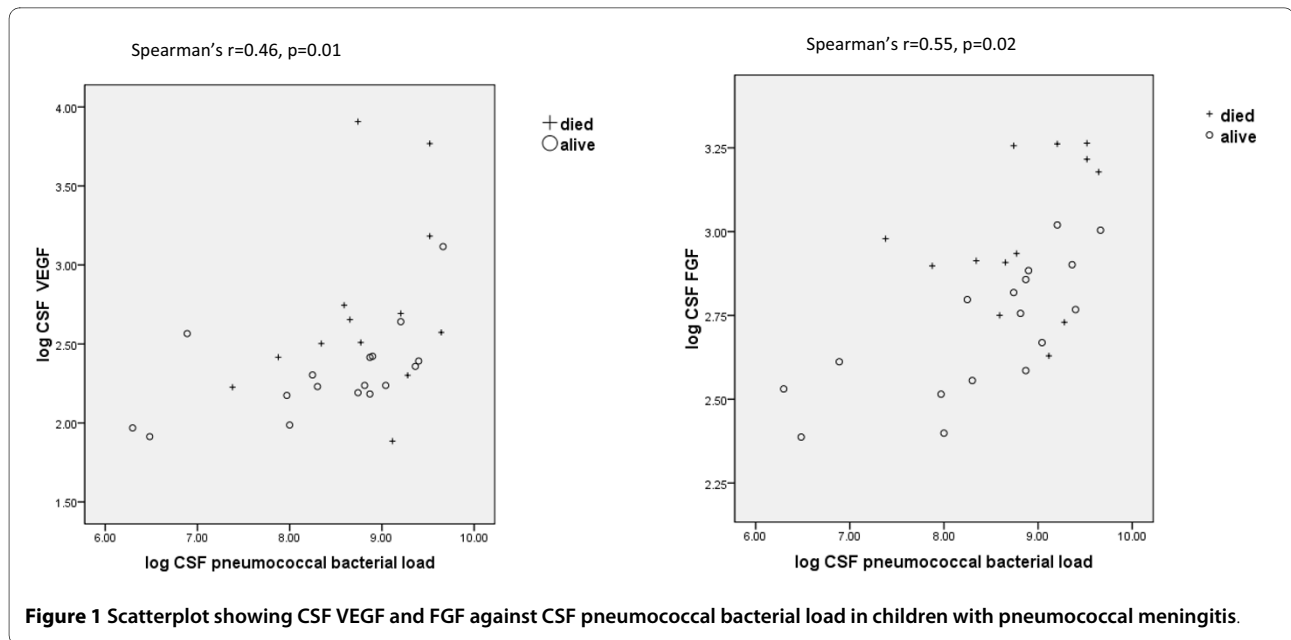 Spearman's r=0.46, p=0.01
4.00
3.50
3.00
2.50
2.00
1.50
log CSF VEGF
6.00 7.00 8.00 9.00 10.00
log CSF pneumococcal bacterial load
died
alive
Spearman's r=0.55, p=0.02
3.25
3.00
2.75
2.50
2.25
log CSF FGF
6.00 7.00 8.00 9.00 10.00
log CSF pneumococcal bacterial load
died
alive
Figure 1 Scatterplot showing CSF VEGF and FGF against CSF pneumococcal bacterial load in children with pneumococcal meningitis.